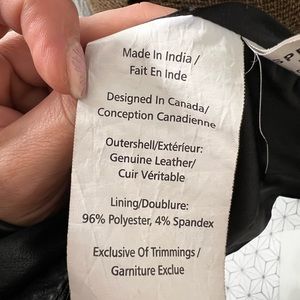 Made In India /
Fait En Inde
Designed In Canada/
Conception Canadienne
Outershell/Extérieur:
Genuine Leather/
Cuir Véritable
Lining/Doublure:
96% Polyester, 4% Spandex
Exclusive Of Trimmings /
Garniture Exclue